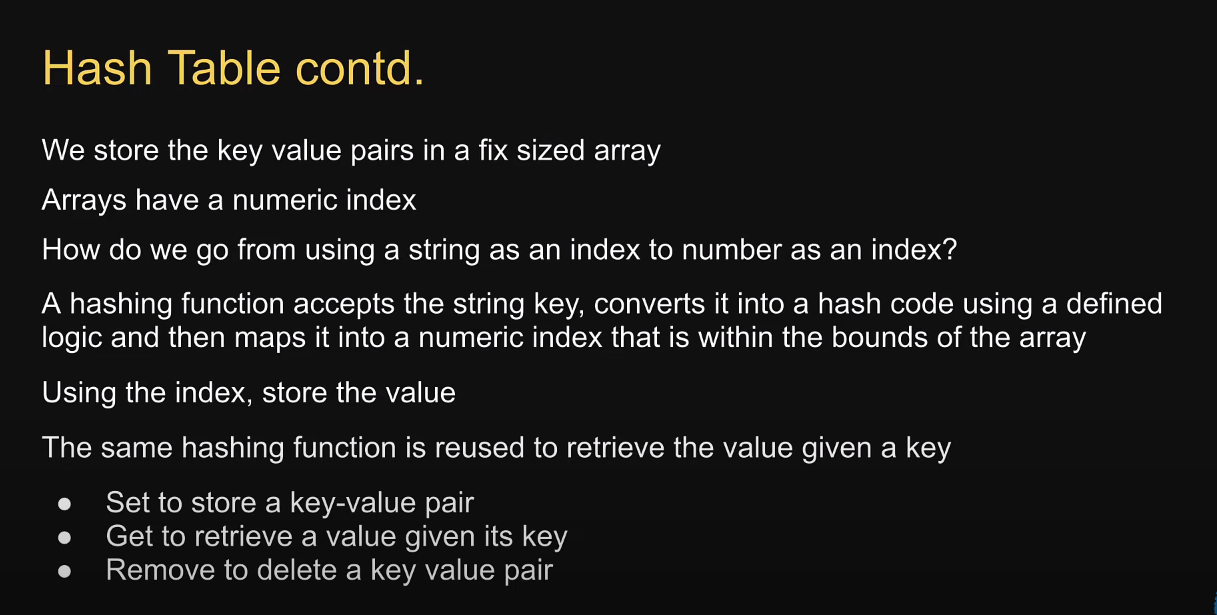 Hash Table contd.
We store the key value pairs in a fix sized array
Arrays have a numeric index
How do we go from using a string as an index to number as an index?
A hashing function accepts the string key, converts it into a hash code using a defined
logic and then maps it into a numeric index that is within the bounds of the array
Using the index, store the value
The same hashing function is reused to retrieve the value given a key
● Set to store a key-value pair
● Get to retrieve a value given its key
● Remove to delete a key value pair